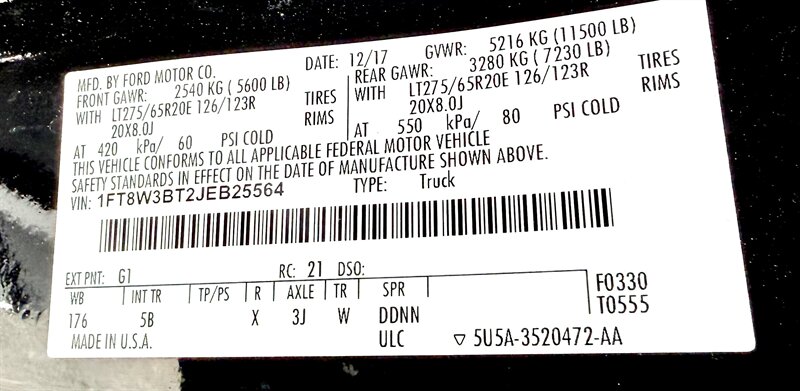 MFD. BY FORD MOTOR CO. DATE: 12/17 GVWR: 5216 KG (11500 LB)
FRONT GAWR: 2540 KG (5600 LB) REAR GAWR: 3280 KG (7230 LB)
WITH LT275/65R20E 126/123R TIRES WITH LT275/65R20E 126/123R TIRES
20X8.0J RIMS 20X8.0J RIMS
AT 420 kPa/ 60 PSI COLD AT 550 kPa/ 80 PSI COLD
THIS VEHICLE CONFORMS TO ALL APPLICABLE FEDERAL MOTOR VEHICLE
SAFETY STANDARDS IN EFFECT ON THE DATE OF MANUFACTURE SHOWN ABOVE.
VIN: 1FT8W3BT2JEB25564 TYPE: Truck
EXT PNT: G1 RC: 21 DSO:
WB INT TR TP/PS R AXLE TR SPR F0330
176 5B X 3J W DDNN T0555
MADE IN U.S.A. ULC ▽ 5U5A-3520472-AA